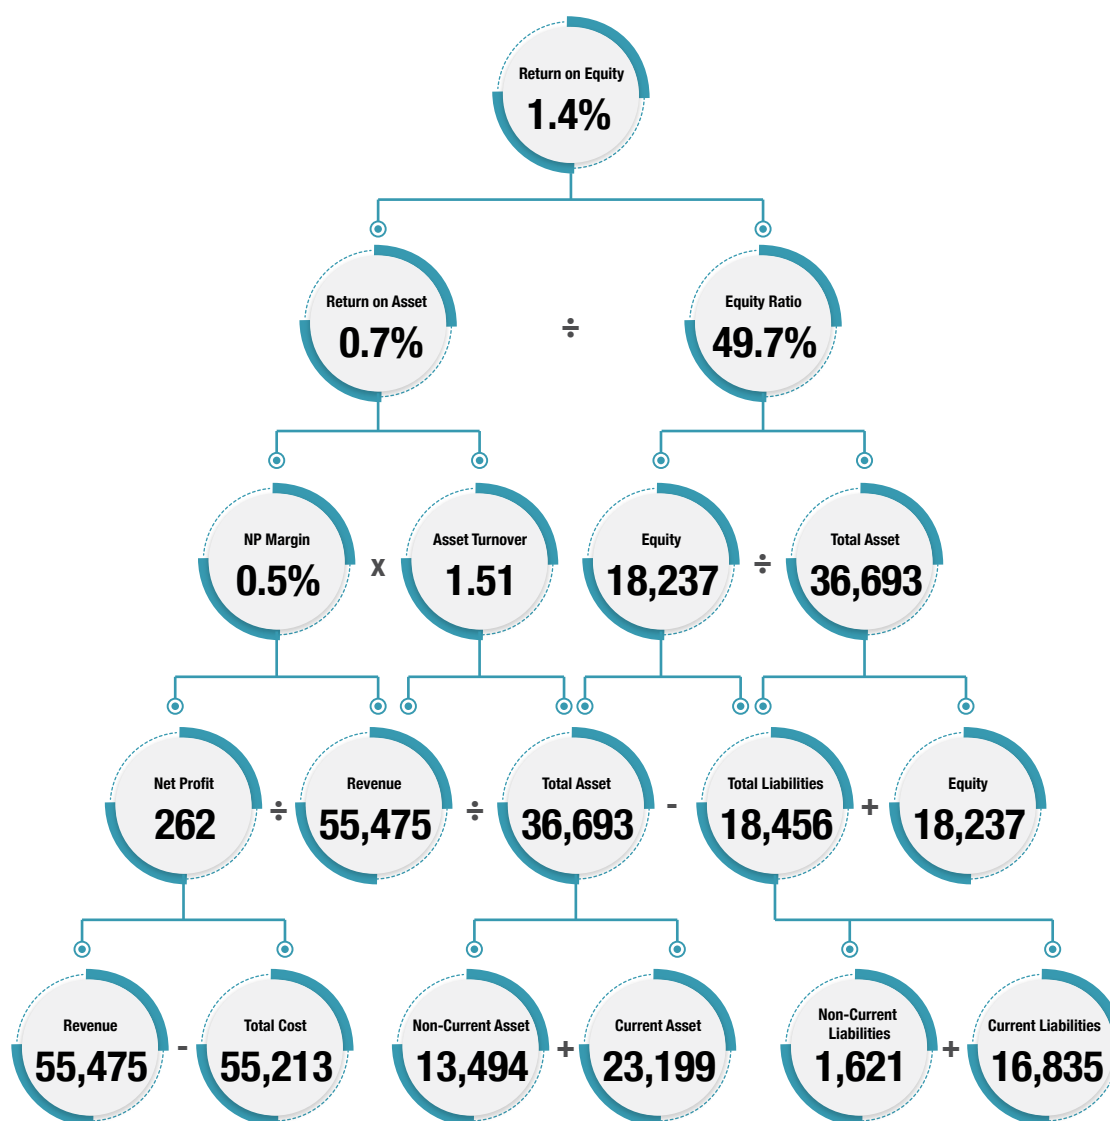 Return on Equity
1.4%
Return on Asset
0.7%
÷
Equity Ratio
49.7%
NP Margin
0.5%
x
Asset Turnover
1.51
Equity
18,237
÷
Total Asset
36,693
Net Profit
262
÷
Revenue
55,475
÷
Total Asset
36,693
-
Total Liabilities
18,456
+
Equity
18,237
Revenue
55,475
-
Total Cost
55,213
Non-Current Asset
13,494
+
Current Asset
23,199
Non-Current
Liabilities
1,621
+
Current Liabilities
16,835